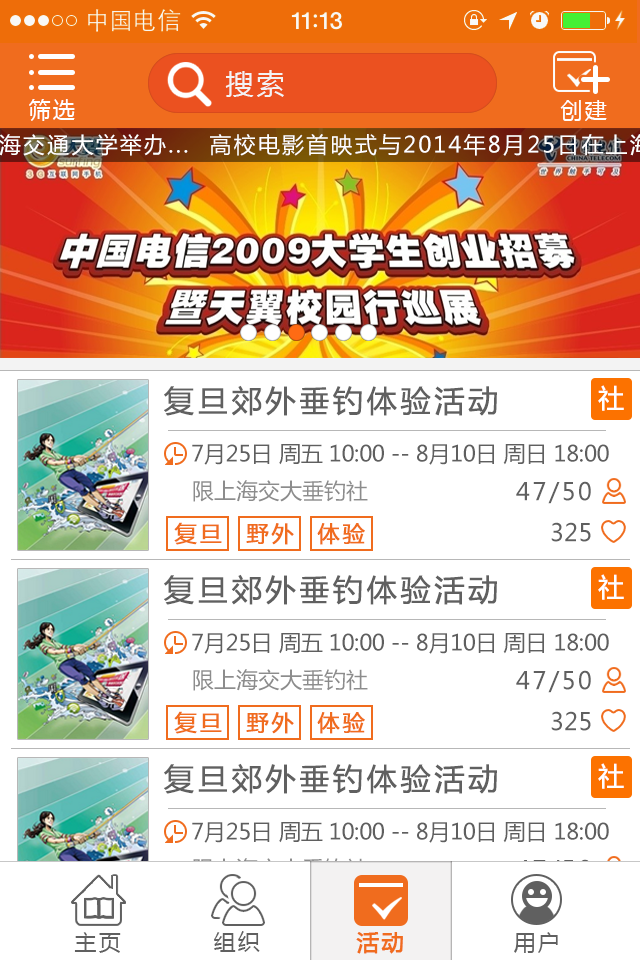 中国电信 11:13
筛选 搜索 创建
海交通大学举办... 高校电影首映式与2014年8月25日在上海
3G互联网手机
CHINA TELECOM
中国电信2009大学生创业招募
暨天翼校园行巡展
复旦郊外垂钓体验活动 社
7月25日 周五 10:00 -- 8月10日 周日 18:00
限上海交大垂钓社 47/50
复旦 野外 体验 325
复旦郊外垂钓体验活动 社
7月25日 周五 10:00 -- 8月10日 周日 18:00
限上海交大垂钓社 47/50
复旦 野外 体验 325
复旦郊外垂钓体验活动 社
7月25日 周五 10:00 -- 8月10日 周日 18:00
主页 组织 活动 用户